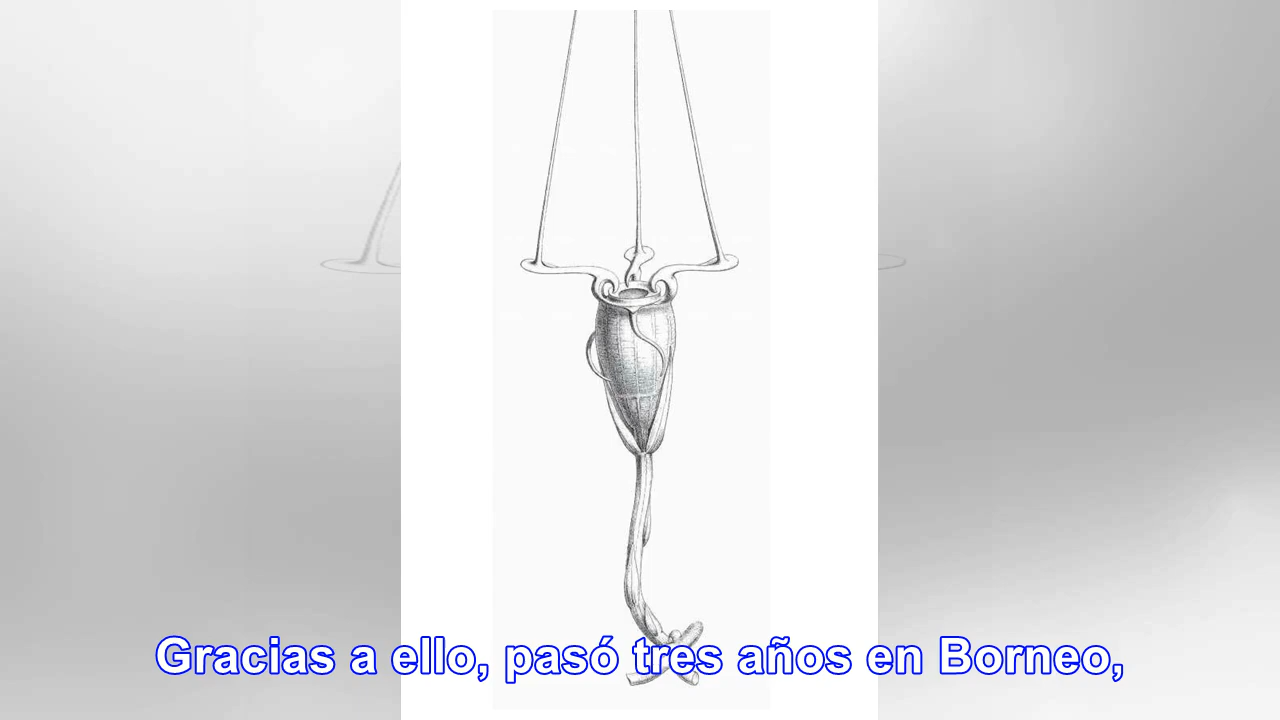 Gracias a ello, pasó tres años en Borneo,